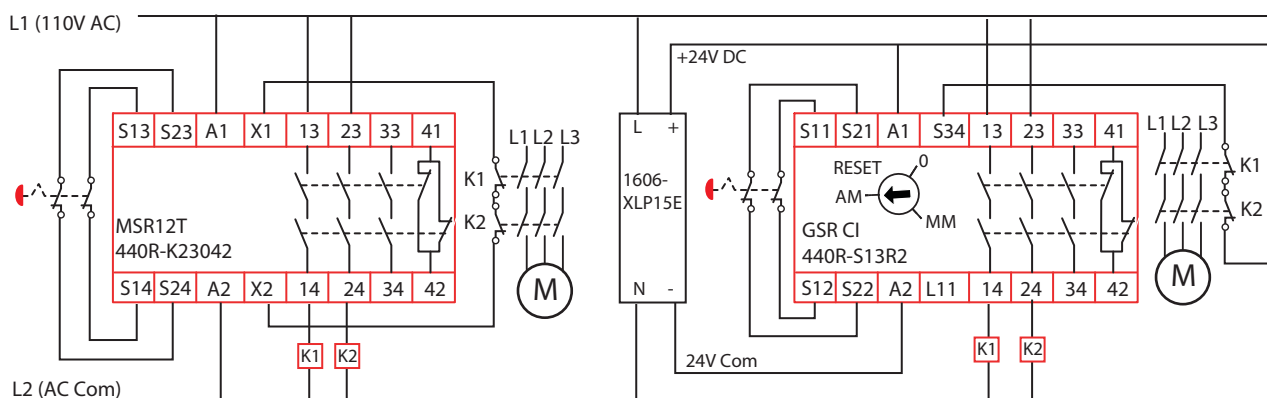 L1 (110V AC)
+24V DC
S13 S23 A1 X1 13 23 33 41
L1 L2 L3
L +
S11 S21 A1 S34 13 23 33 41
L1 L2 L3
RESET 0
K1
1606-
XLP15E
AM
K1
MSR12T
K2
MM
K2
440R-K23042
GSR CI
440R-S13R2
S14 S24 A2 X2 14 24 34 42
M
N -
S12 S22 A2 L11 14 24 34 42
M
K1 K2
24V Com
K1 K2
L2 (AC Com)